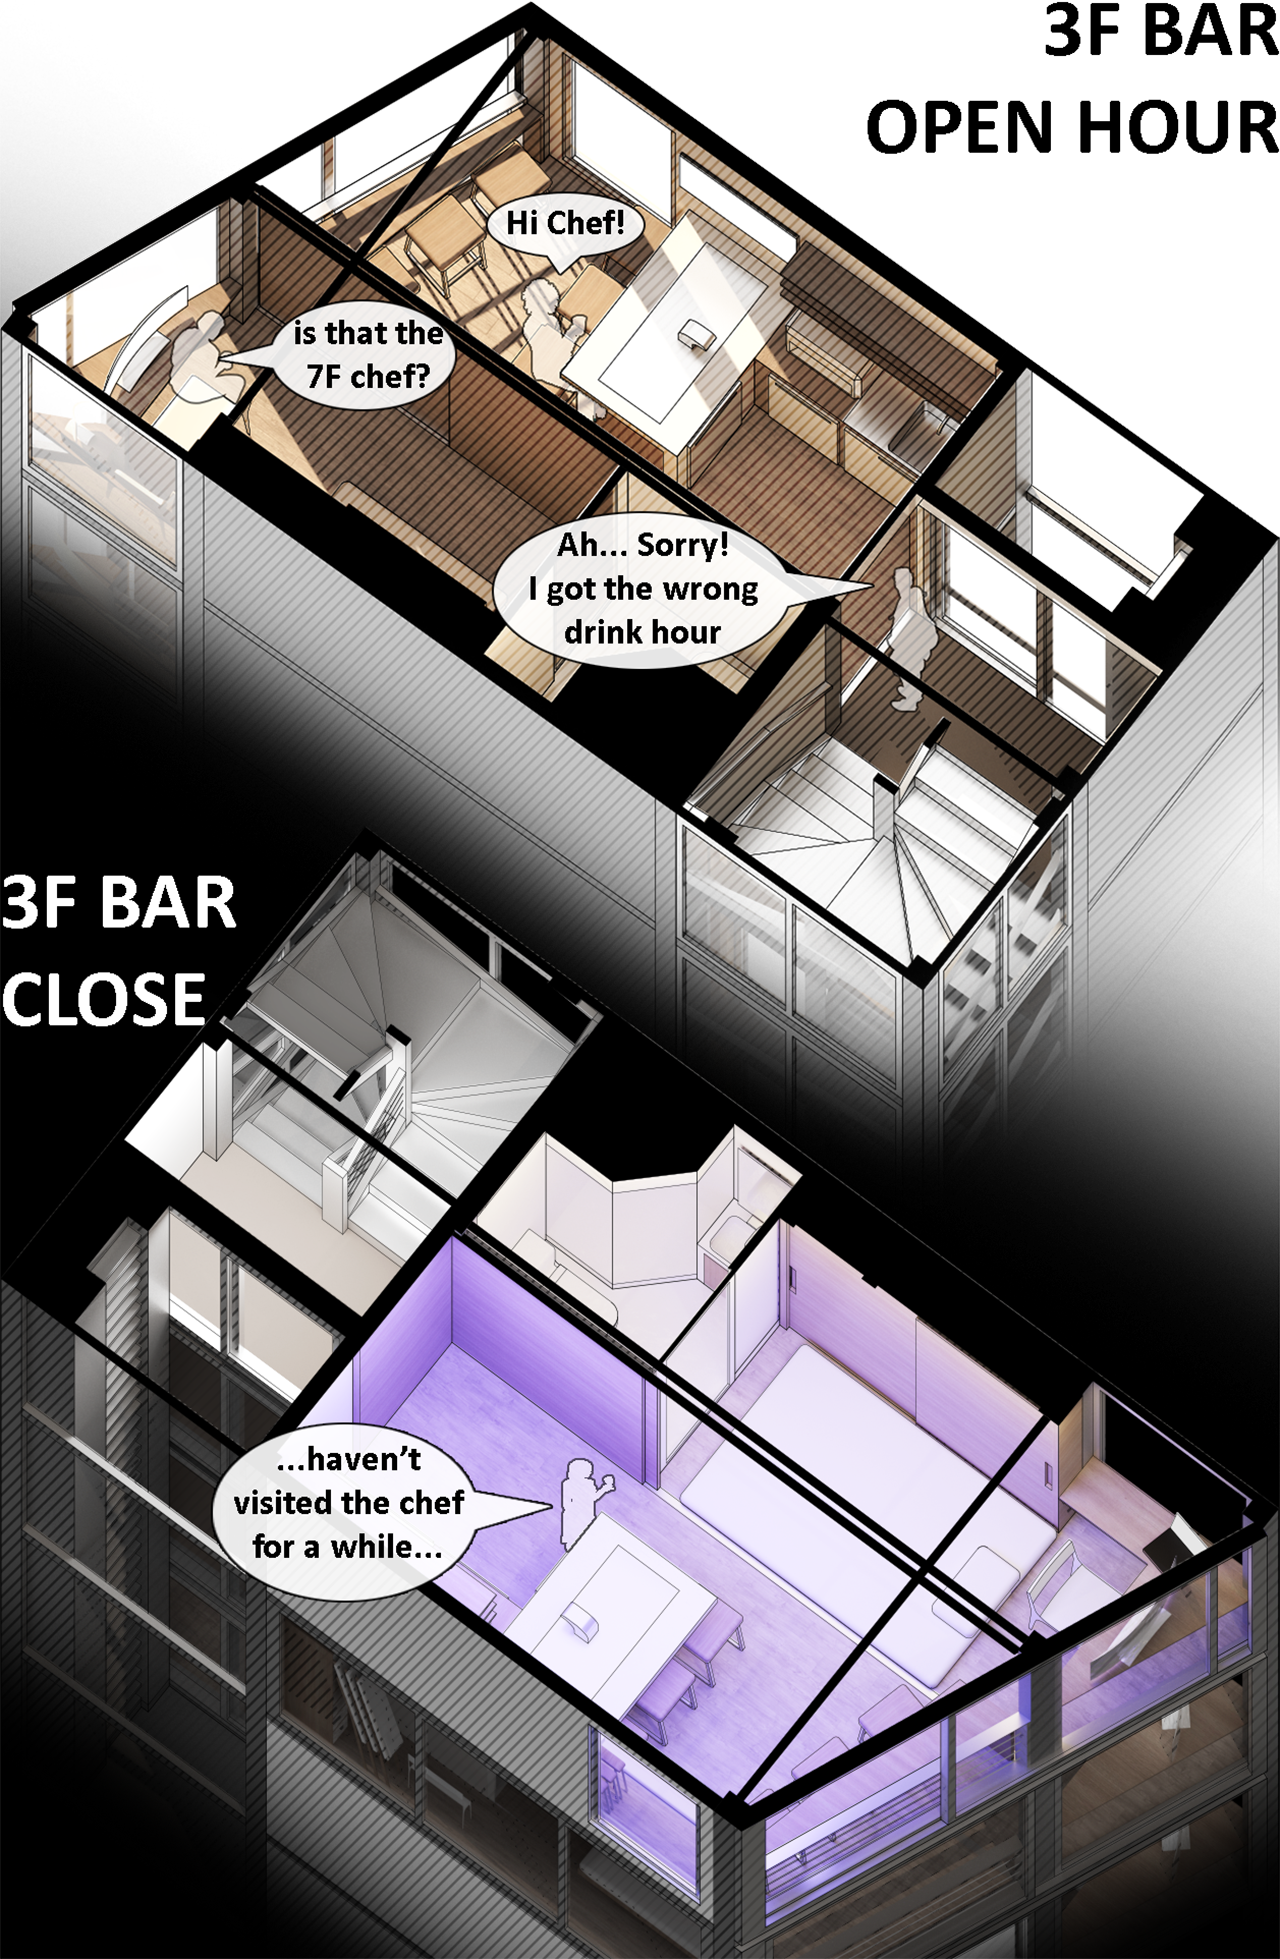 3F BAR
OPEN HOUR
Hi Chef!
is that the
7F chef?
Ah... Sorry!
I got the wrong
drink hour
3F BAR
CLOSE
...haven't
visited the chef
for a while...